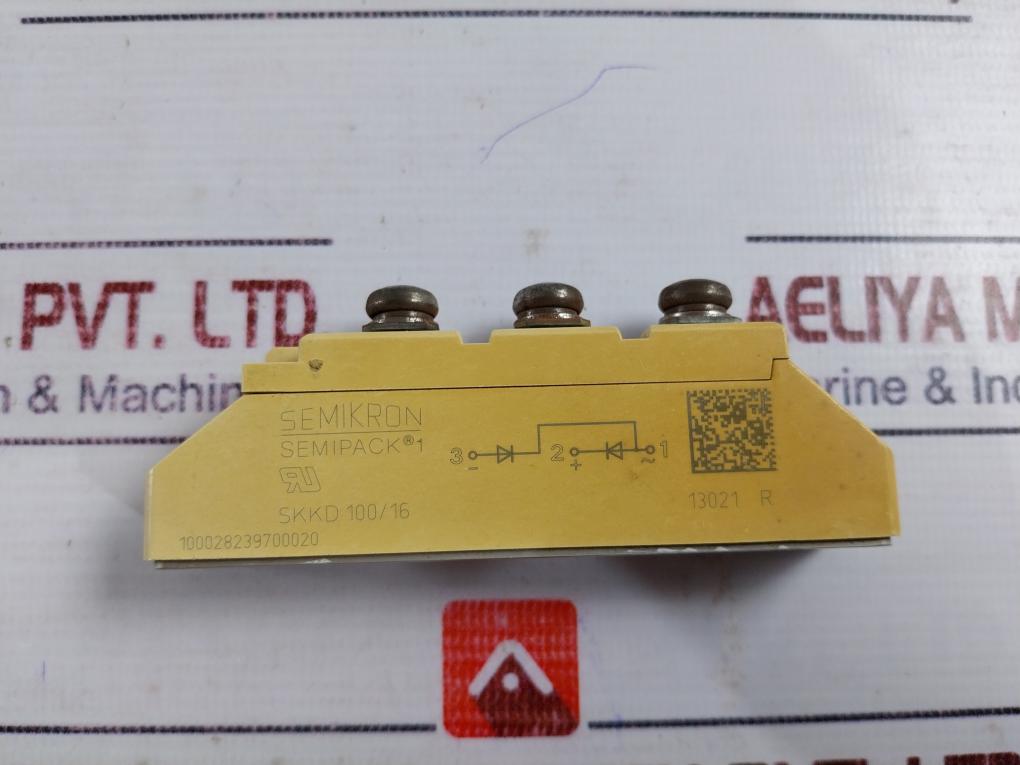 .PVT. LTD
AELIYA M
n & Machin
rine & Ind
SEMIKRON
SEMIPACK® 1
3 - 2 + ~ 1
SKKD 100/16
13021 R
100028239700020